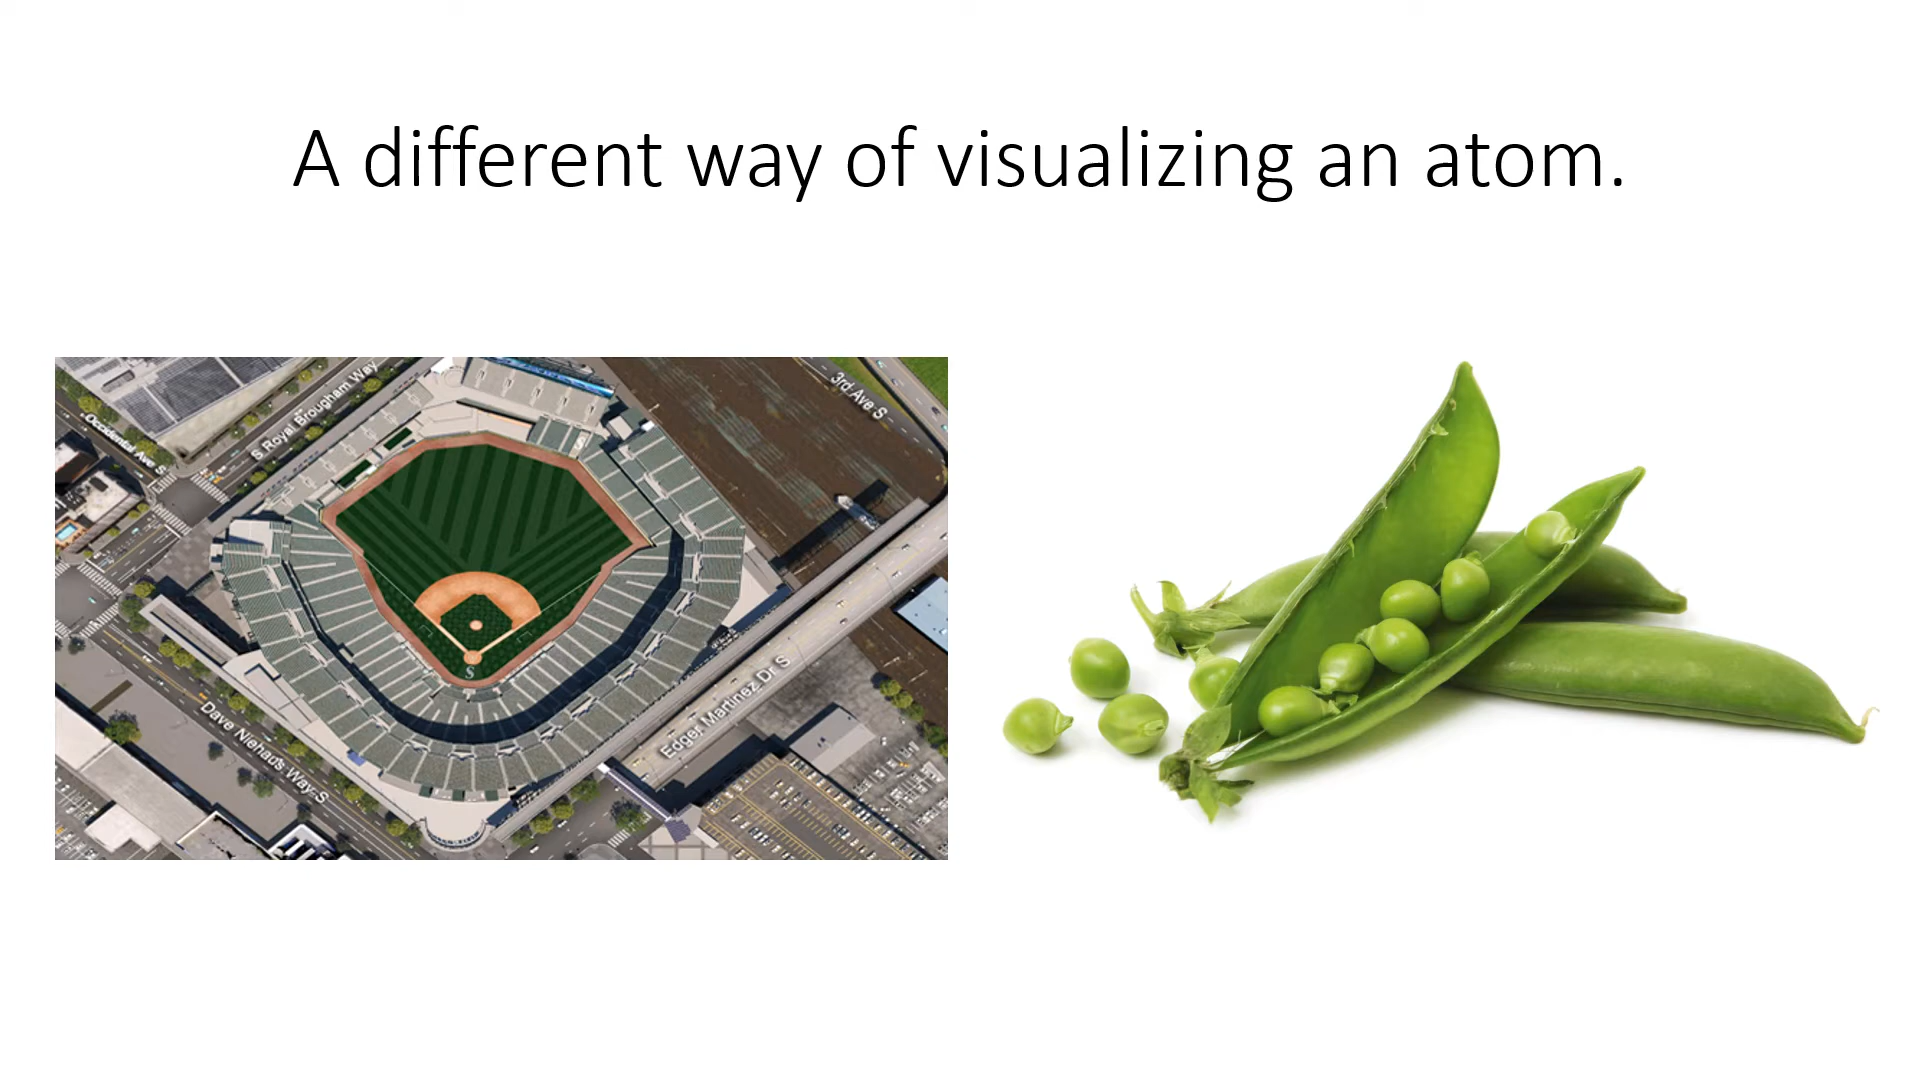 A different way of visualizing an atom.
Occidental Ave S
S Royal Brougham Way
3rd Ave S
S
Edgar Martinez Dr S
Dave Niehaus Way S